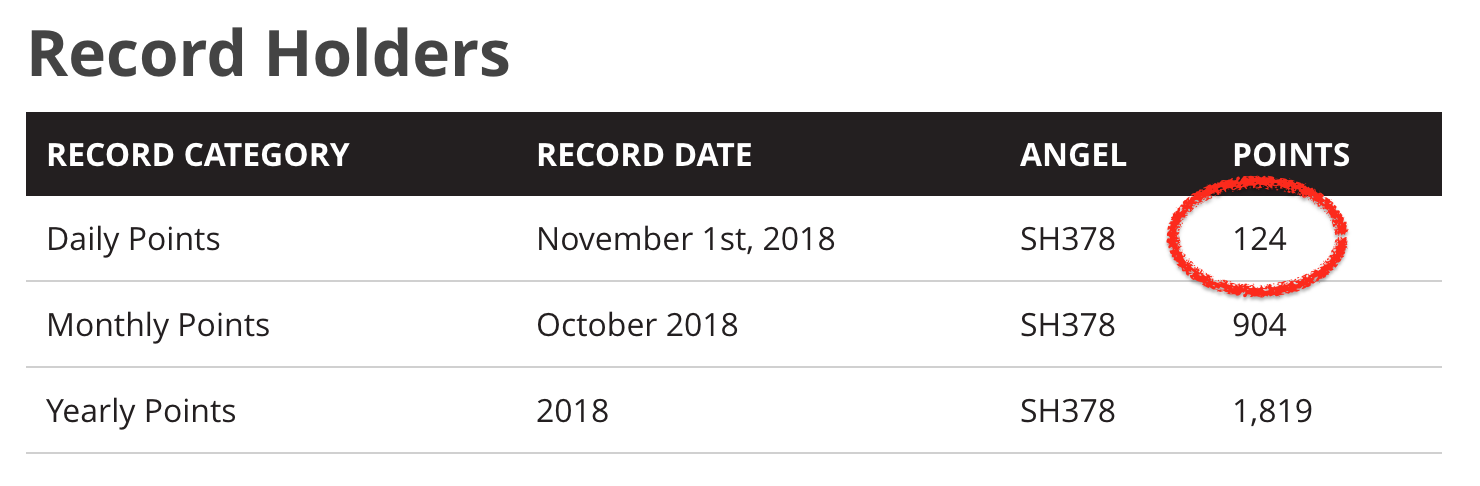 Record Holders
RECORD CATEGORY RECORD DATE ANGEL POINTS
Daily Points November 1st, 2018 SH378 124
Monthly Points October 2018 SH378 904
Yearly Points 2018 SH378 1,819